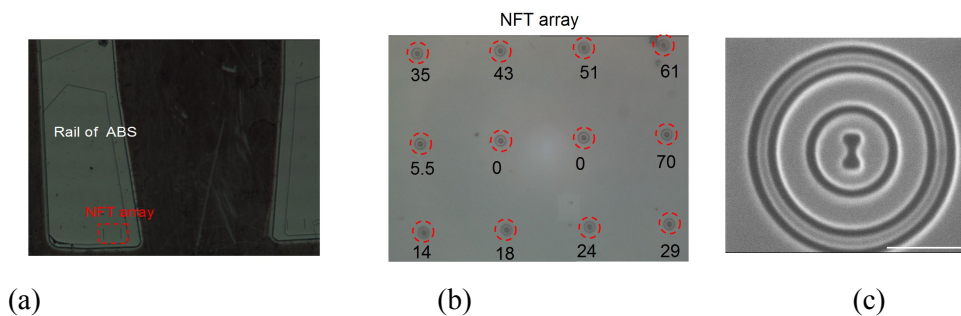 NFT array
Rail of ABS
NFT array
35 43 51 61
5.5 0 0 70
14 18 24 29
(a) (b) (c)